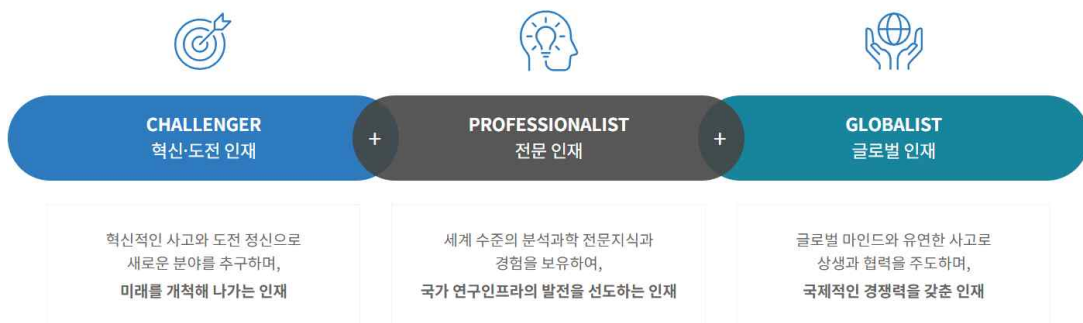 CHALLENGER
혁신·도전 인재
+
PROFESSIONALIST
전문 인재
+
GLOBALIST
글로벌 인재
혁신적인 사고와 도전 정신으로
새로운 분야를 추구하며,
미래를 개척해 나가는 인재
세계 수준의 분석과학 전문지식과
경험을 보유하여,
국가 연구인프라의 발전을 선도하는 인재
글로벌 마인드와 유연한 사고로
상생과 협력을 주도하며,
국제적인 경쟁력을 갖춘 인재